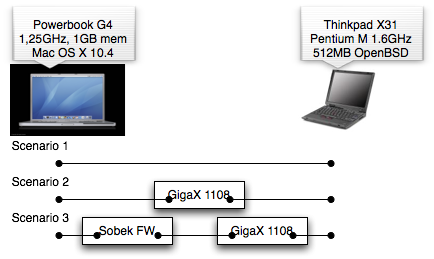 Powerbook G4
1,25GHz, 1GB mem
Mac OS X 10.4
Thinkpad X31
Pentium M 1.6GHz
512MB OpenBSD
Scenario 1
Scenario 2
GigaX 1108
Scenario 3
Sobek FW
GigaX 1108